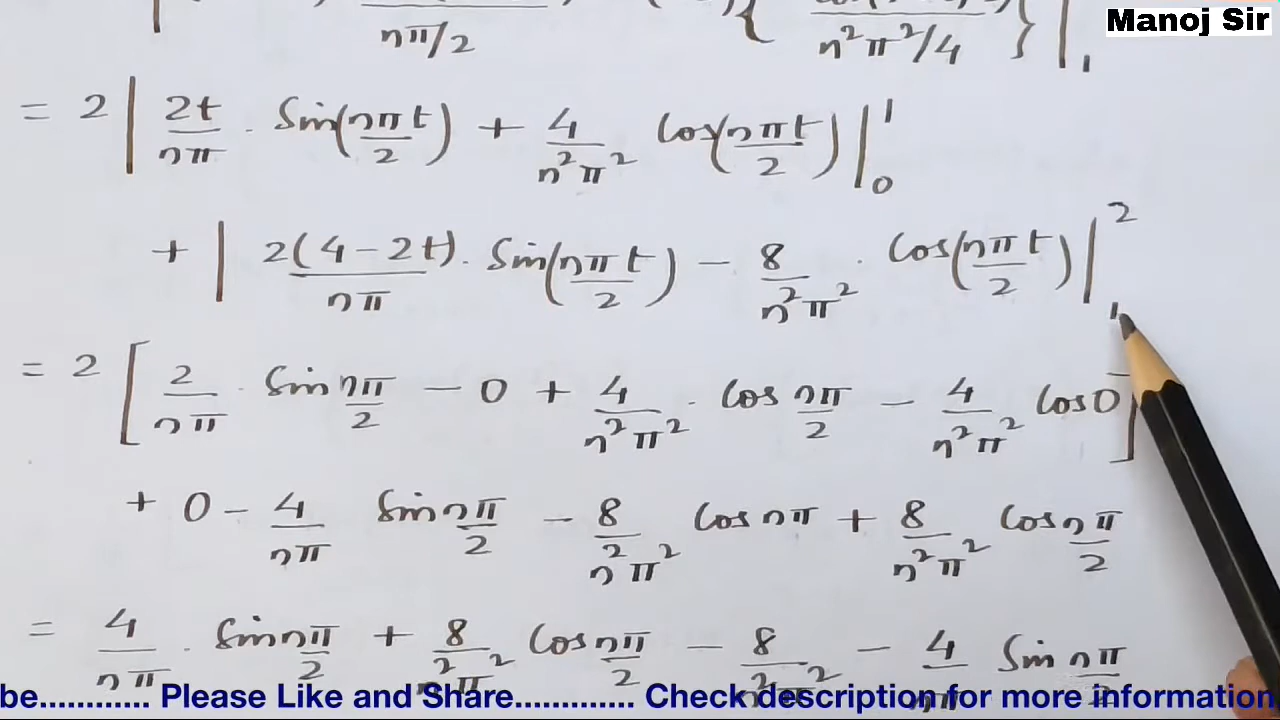 Manoj Sir
nπ/2 { n²π²/4 } |₁
= 2 | 2t/nπ · Sin(nπt/2) + 4/n²π² Cos(nπt/2) |₀¹
+ | 2(4-2t)/nπ · Sin(nπt/2) - 8/n²π² · Cos(nπt/2) |₁²
= 2 [ 2/nπ · Sin nπ/2 - 0 + 4/n²π² · Cos nπ/2 - 4/n²π² Cos0 ]
+ 0 - 4/nπ Sin nπ/2 - 8/n²π² Cos nπ + 8/n²π² Cos nπ/2
= 4/nπ · Sin nπ/2 + 8/n²π² Cos nπ/2 - 8/n²π² - 4/nπ Sin nπ/2
be............ Please Like and Share............. Check description for more information